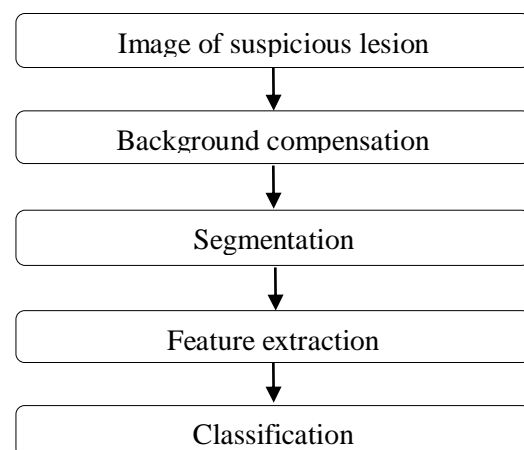 Image of suspicious lesion
Background compensation
Segmentation
Feature extraction
Classification